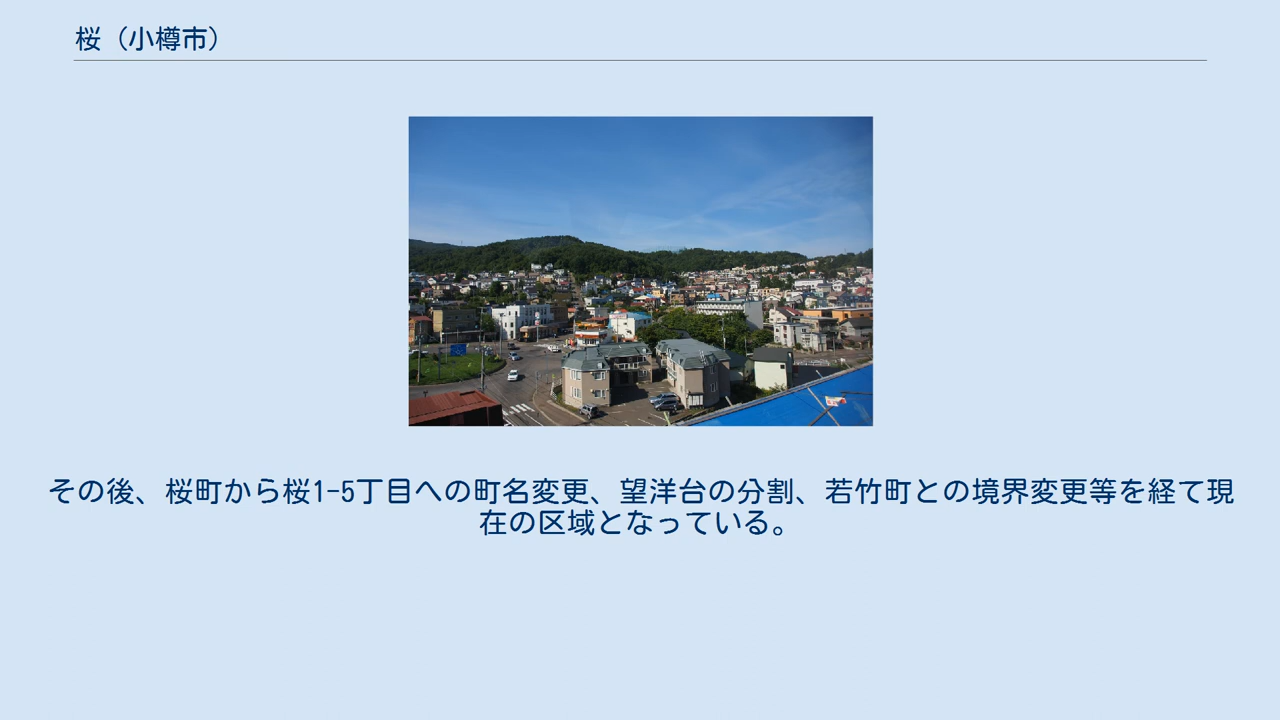 桜（小樽市）
その後、桜町から桜1-5丁目への町名変更、望洋台の分割、若竹町との境界変更等を経て現
在の区域となっている。